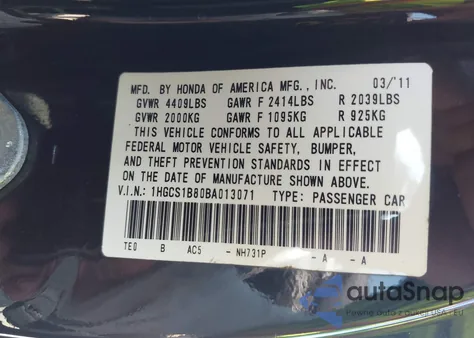 MFD. BY HONDA OF AMERICA MFG., INC. 03/'11
GVWR 4409LBS GAWR F 2414LBS R 2039LBS
GVWR 2000KG GAWR F 1095KG R 925KG
THIS VEHICLE CONFORMS TO ALL APPLICABLE
FEDERAL MOTOR VEHICLE SAFETY, BUMPER,
AND THEFT PREVENTION STANDARDS IN EFFECT
ON THE DATE OF MANUFACTURE SHOWN ABOVE.
V.I.N.: 1HGCS1B80BA013071 TYPE: PASSENGER CAR
TE0 B AC5 -NH731P -A -A
autoSnap